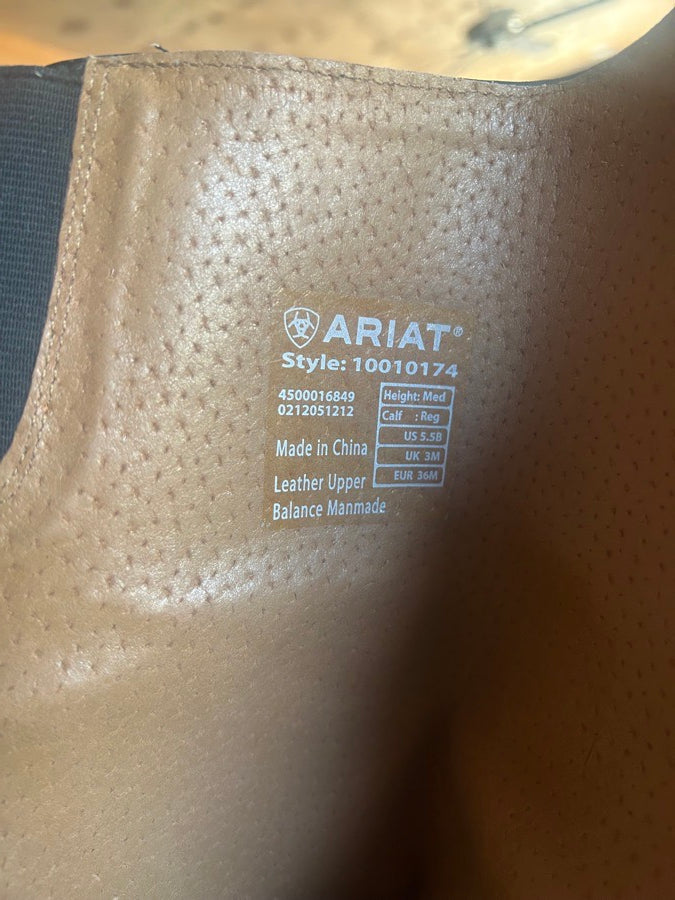 ARIAT®
Style: 10010174
4500016849
0212051212
Height: Med
Calf : Reg
US 5.5B
UK 3M
EUR 36M
Made in China
Leather Upper
Balance Manmade